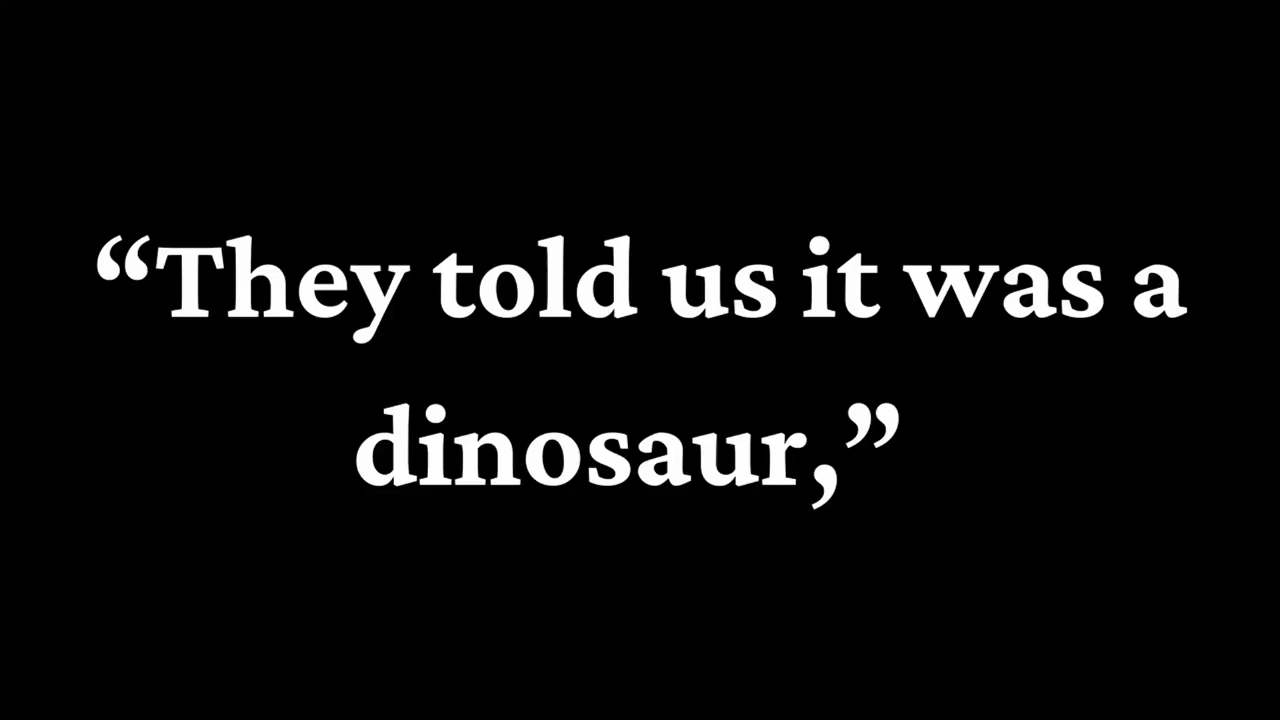 “They told us it was a
dinosaur,”